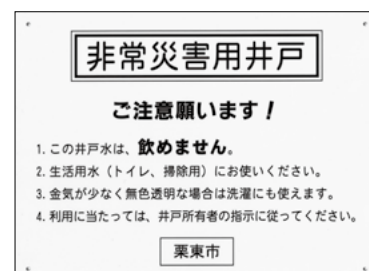 非常災害用井戸
ご注意願います！
1. この井戸水は、飲めません。
2. 生活用水（トイレ、掃除用）にお使いください。
3. 金気が少なく無色透明な場合は洗濯にも使えます。
4. 利用に当たっては、井戸所有者の指示に従ってください。
栗東市